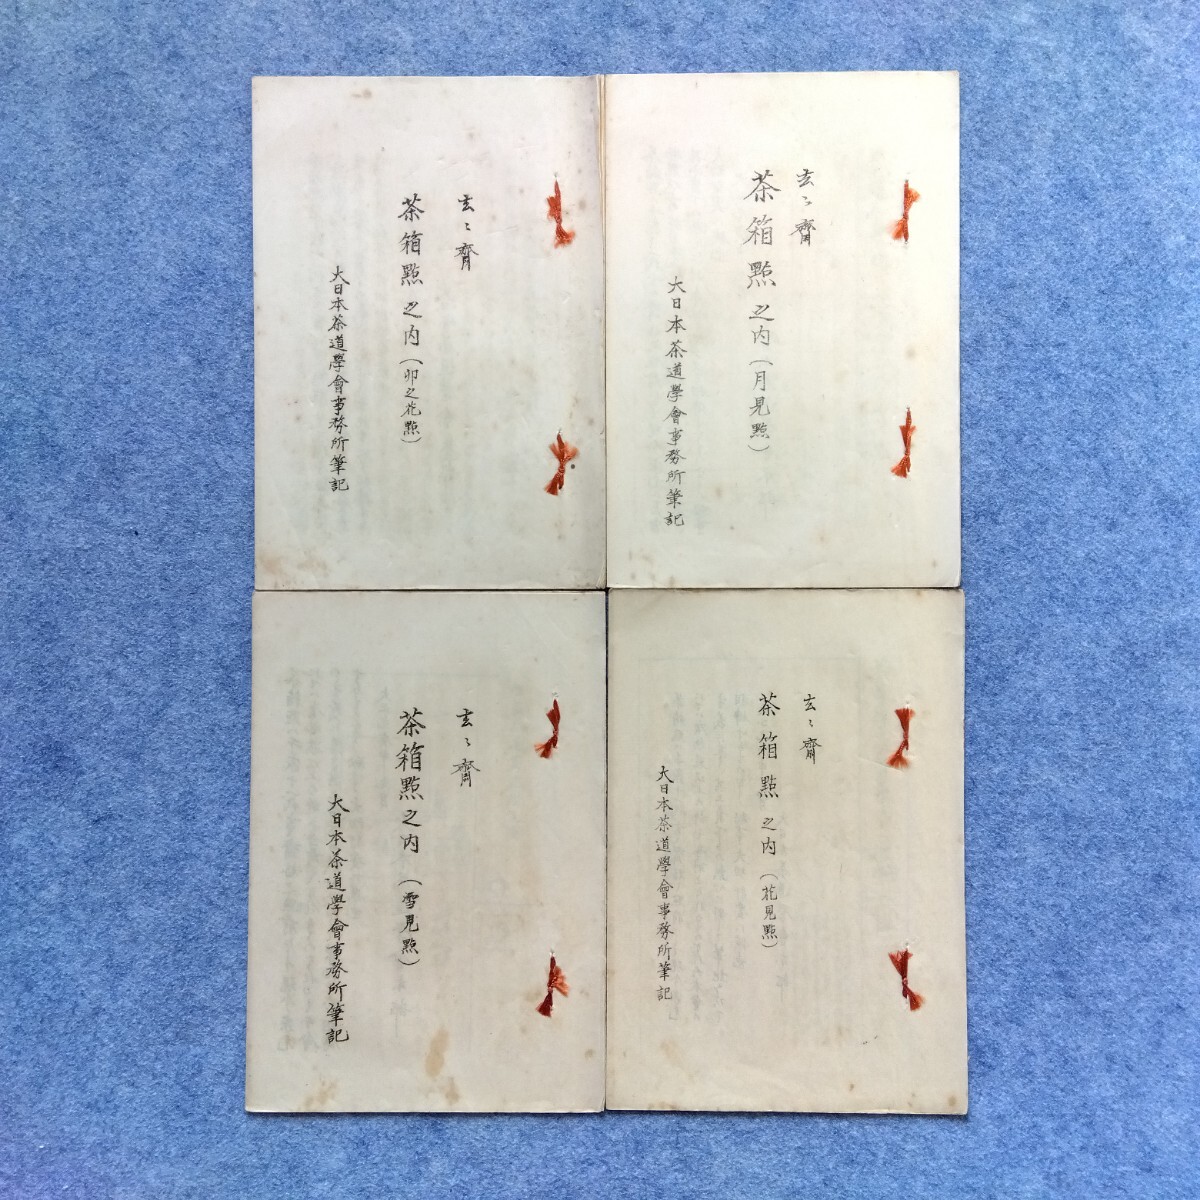 玄〻齋
茶箱點之内（月見點）
大日本茶道學會事務所筆記
玄〻齋
茶箱點之内（卯之花點）
大日本茶道學會事務所筆記
玄〻齋
茶箱點之内（花見點）
大日本茶道學會事務所筆記
玄〻齋
茶箱點之内（雪見點）
大日本茶道學會事務所筆記